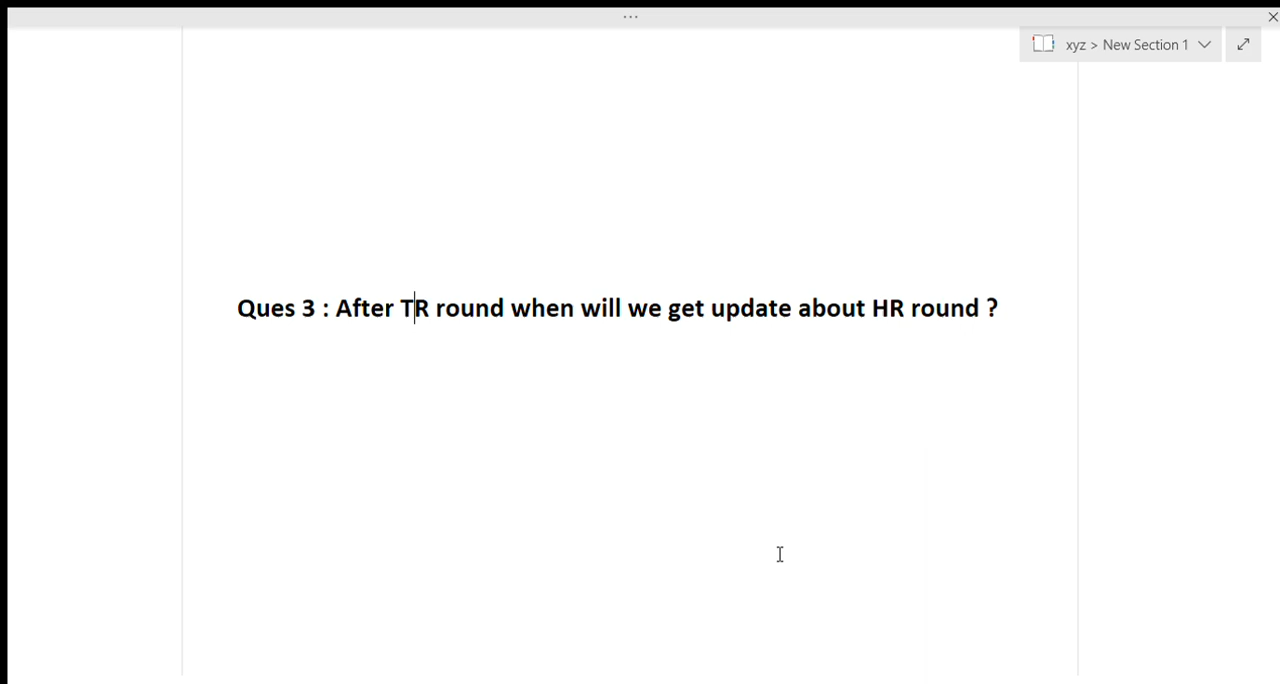 ...
xyz > New Section 1
Ques 3 : After TR round when will we get update about HR round ?